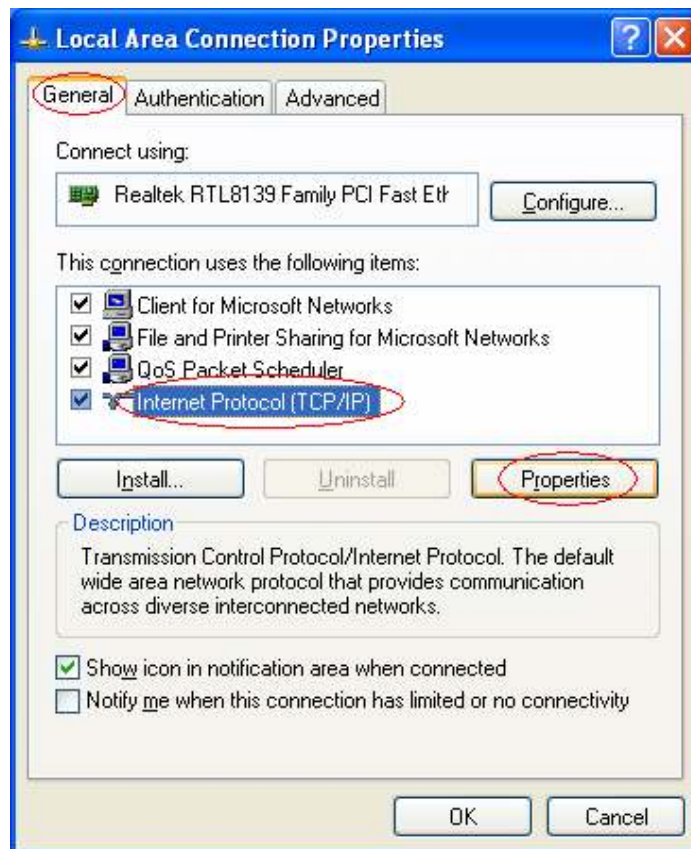 Local Area Connection Properties
General Authentication Advanced
Connect using:
Realtek RTL8139 Family PCI Fast Eth
Configure...
This connection uses the following items:
Client for Microsoft Networks
File and Printer Sharing for Microsoft Networks
QoS Packet Scheduler
Internet Protocol (TCP/IP)
Install... Uninstall Properties
Description
Transmission Control Protocol/Internet Protocol. The default
wide area network protocol that provides communication
across diverse interconnected networks.
Show icon in notification area when connected
Notify me when this connection has limited or no connectivity
OK Cancel